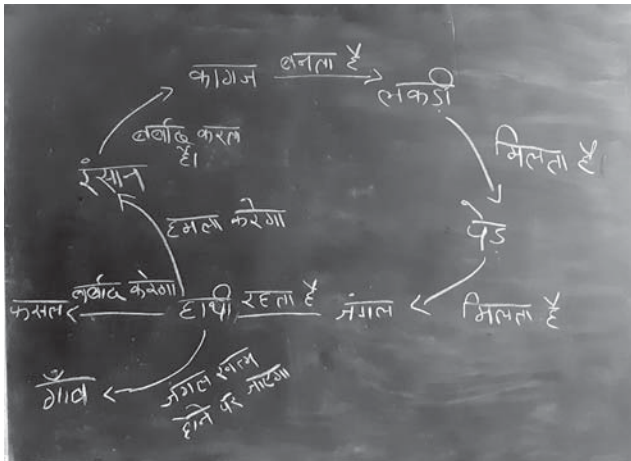 कागज बनता है
लकड़ी
बर्बाद करता
है।
मिलता है
इंसान
पेड़
हमला करेगा
फसल बर्बाद करेगा हाथी रहता है जंगल मिलता है
गाँव
जंगल खत्म
होने पर जाएगा